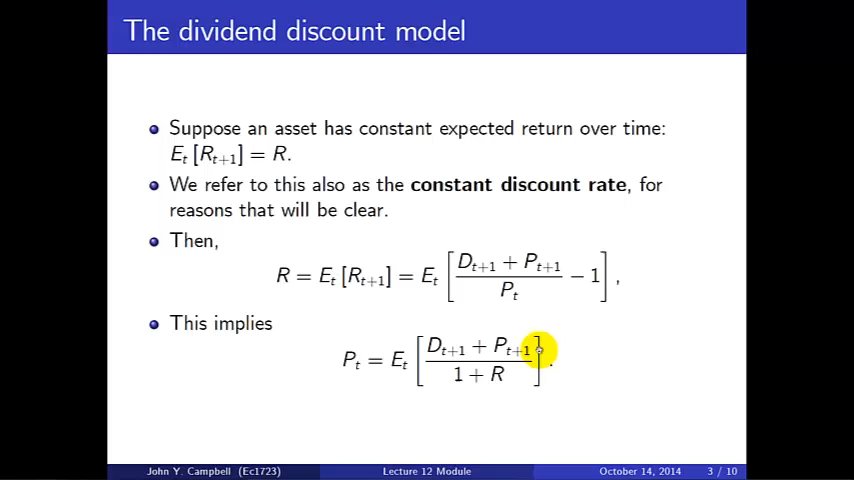 The dividend discount model
Suppose an asset has constant expected return over time:
E_t [R_{t+1}] = R.
We refer to this also as the constant discount rate, for
reasons that will be clear.
Then,
R = E_t [R_{t+1}] = E_t [ (D_{t+1} + P_{t+1}) / P_t − 1 ] ,
This implies
P_t = E_t [ (D_{t+1} + P_{t+1}) / (1 + R) ] .
John Y. Campbell (Ec1723) Lecture 12 Module October 14, 2014 3 / 10